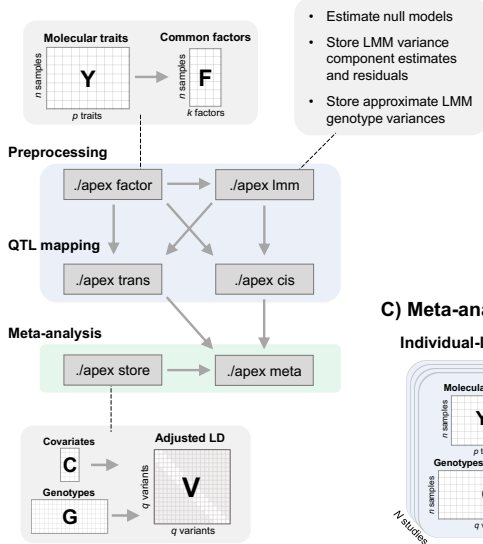 Molecular traits
Common factors
n samples
Y
p traits
n samples
F
k factors
• Estimate null models
• Store LMM variance
component estimates
and residuals
• Store approximate LMM
genotype variances
Preprocessing
./apex factor
./apex lmm
QTL mapping
./apex trans
./apex cis
Meta-analysis
./apex store
./apex meta
Covariates
C
Genotypes
G
Adjusted LD
q variants
V
q variants
C) Meta-ana
Individual-l
Molecula
n samples
Y
p t
Genotypes
n samples
q v
N studies